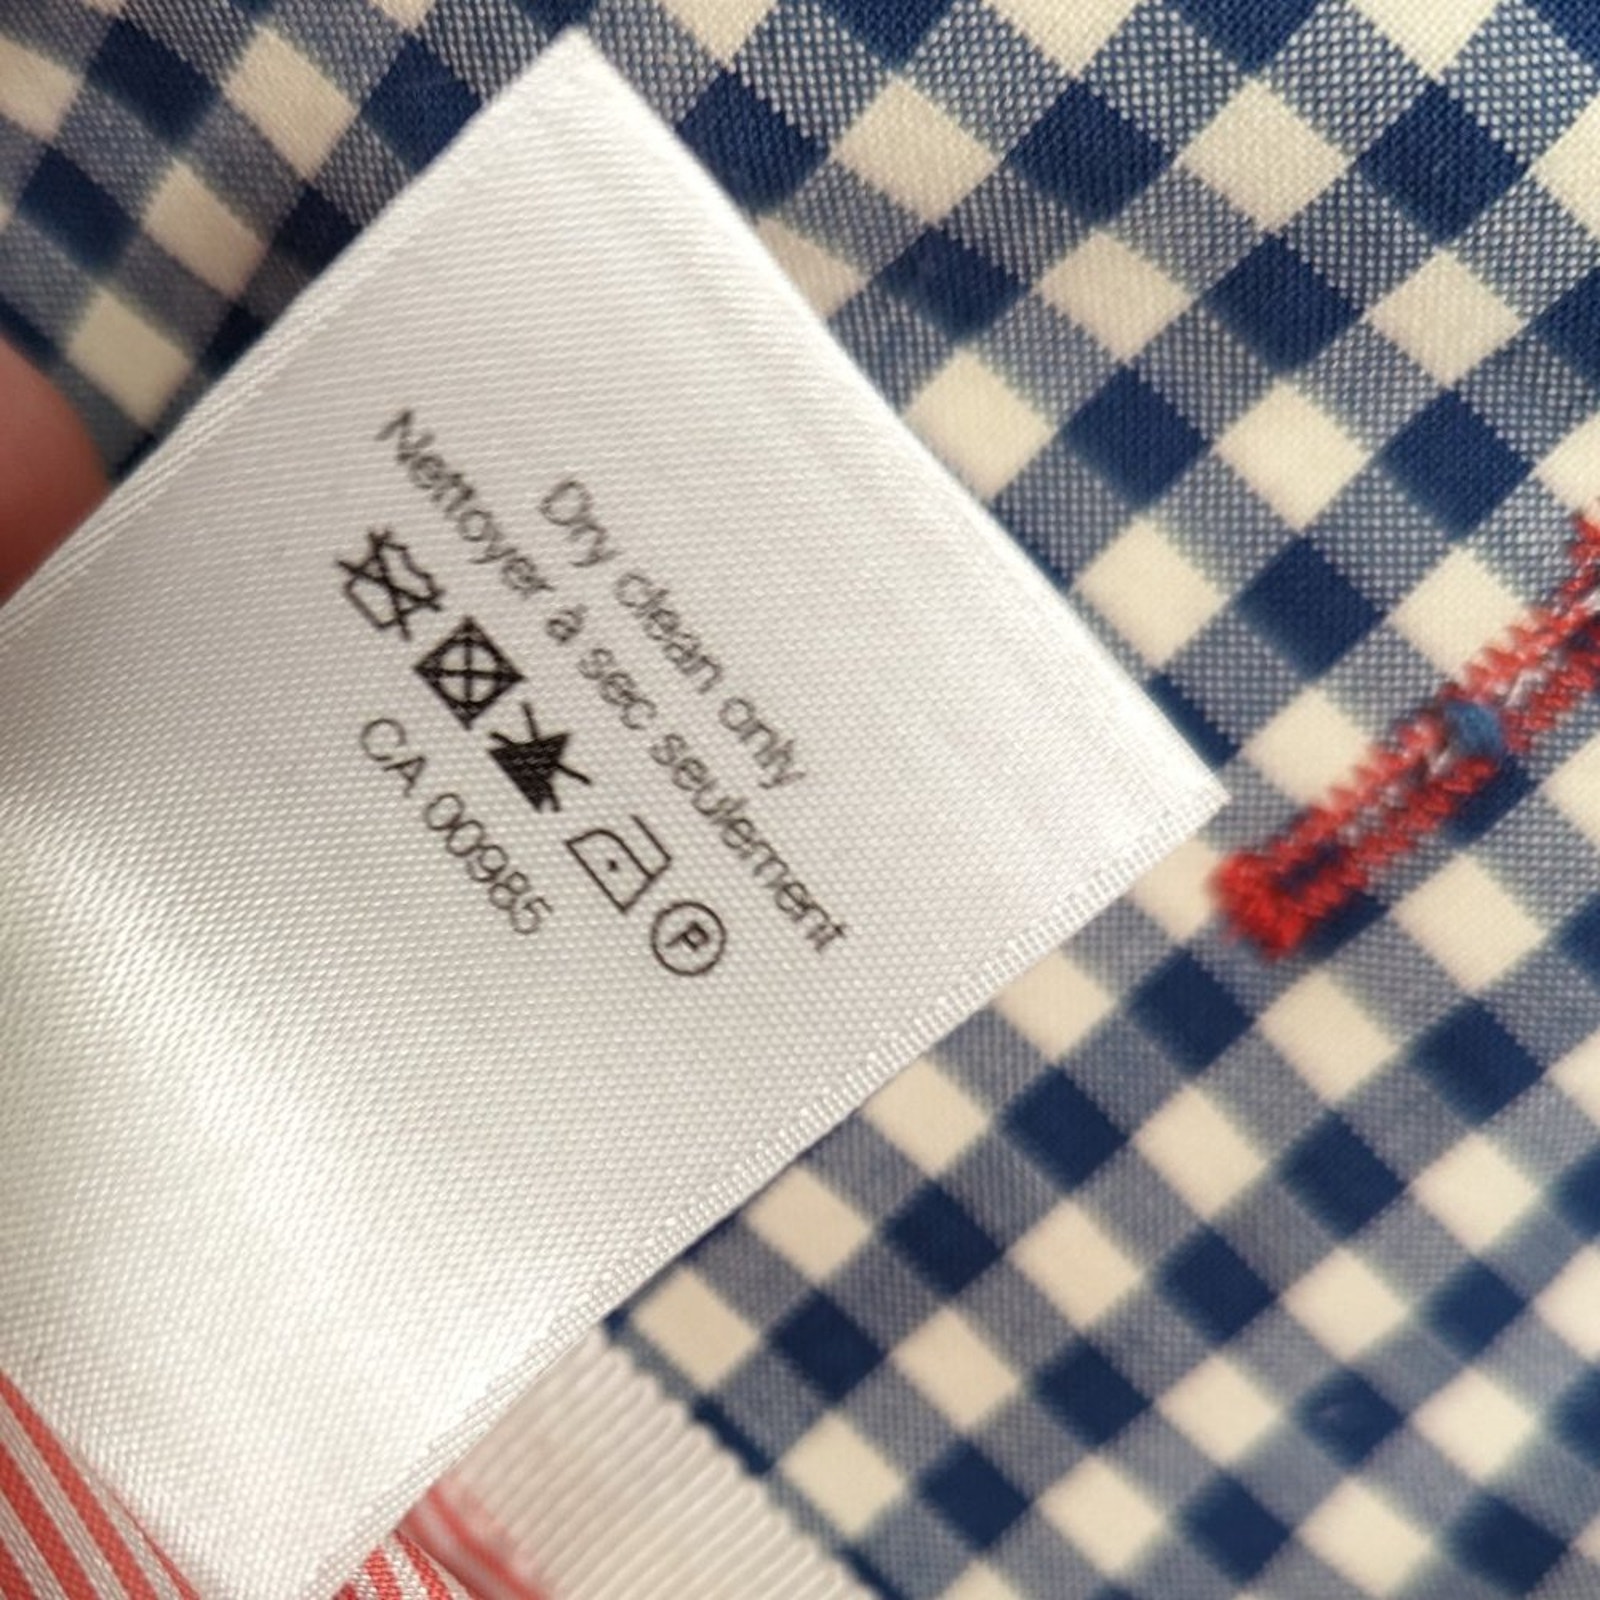 Dry clean only
Nettoyer à sec seulement
P
CA 00985